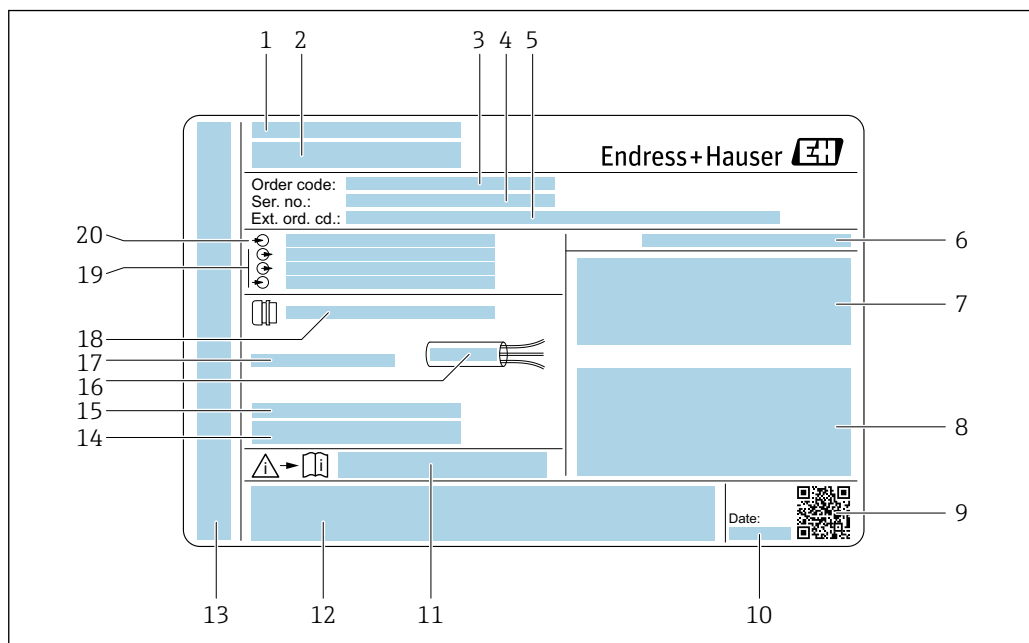 1 2 3 4 5
Endress+Hauser EH
Order code:
Ser. no.:
Ext. ord. cd.:
20
19
6
7
18
17
16
15
14
8
i i
9
Date:
13 12 11 10